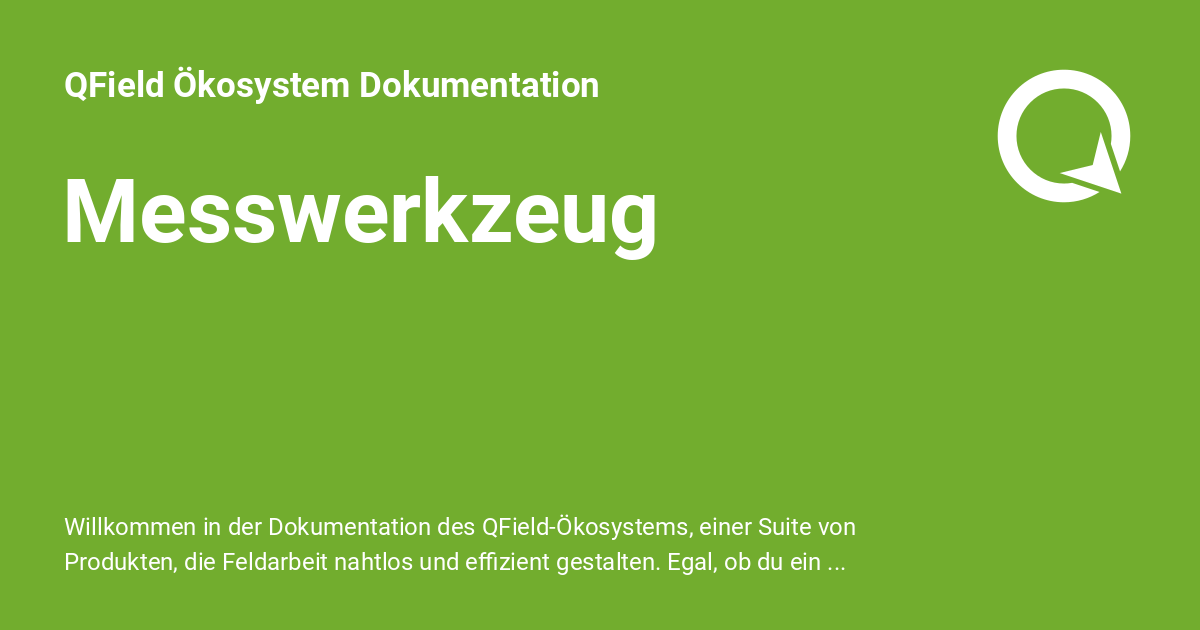 QField Ökosystem Dokumentation
Messwerkzeug
Willkommen in der Dokumentation des QField-Ökosystems, einer Suite von
Produkten, die Feldarbeit nahtlos und effizient gestalten. Egal, ob du ein ...